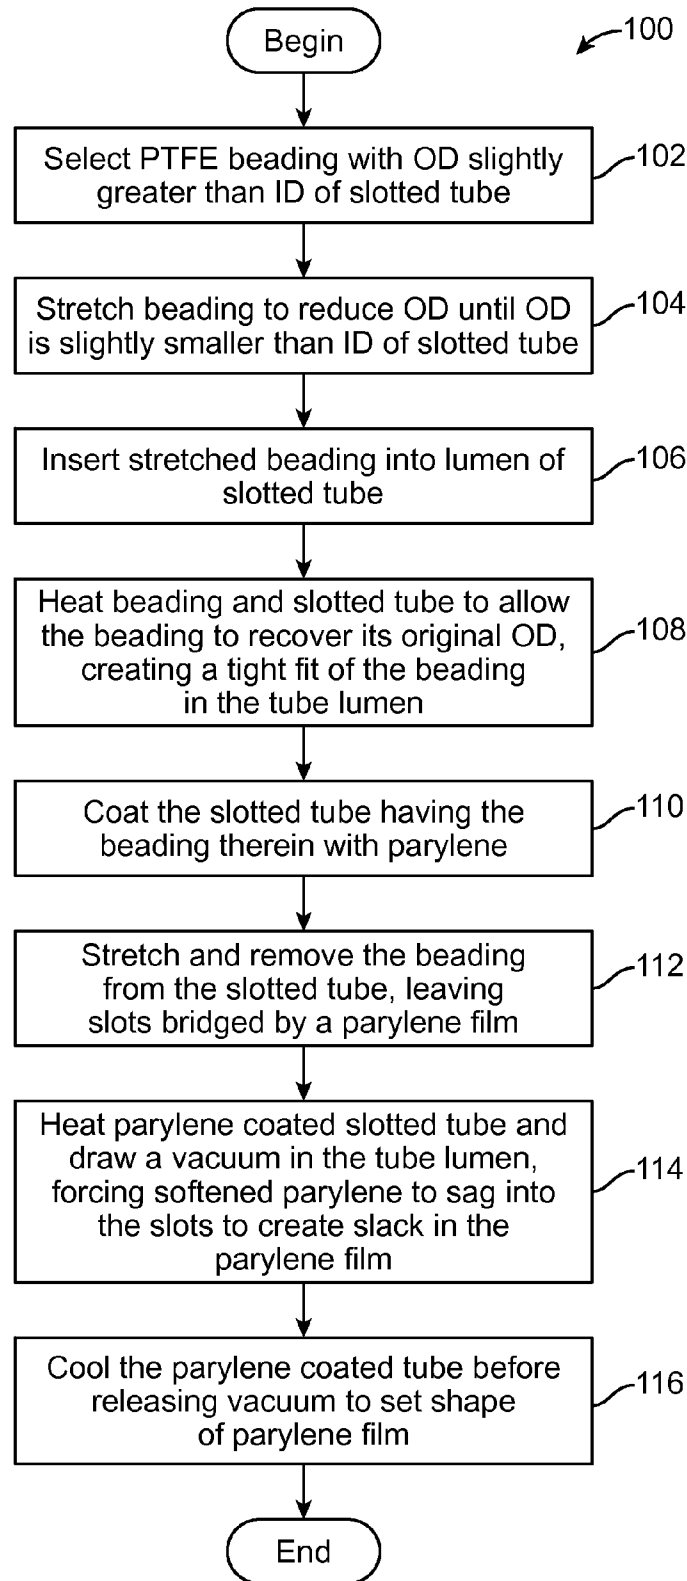 Begin
100
Select PTFE beading with OD slightly
greater than ID of slotted tube
102
Stretch beading to reduce OD until OD
is slightly smaller than ID of slotted tube
104
Insert stretched beading into lumen of
slotted tube
106
Heat beading and slotted tube to allow
the beading to recover its original OD,
creating a tight fit of the beading
in the tube lumen
108
Coat the slotted tube having the
beading therein with parylene
110
Stretch and remove the beading
from the slotted tube, leaving
slots bridged by a parylene film
112
Heat parylene coated slotted tube and
draw a vacuum in the tube lumen,
forcing softened parylene to sag into
the slots to create slack in the
parylene film
114
Cool the parylene coated tube before
releasing vacuum to set shape
of parylene film
116
End